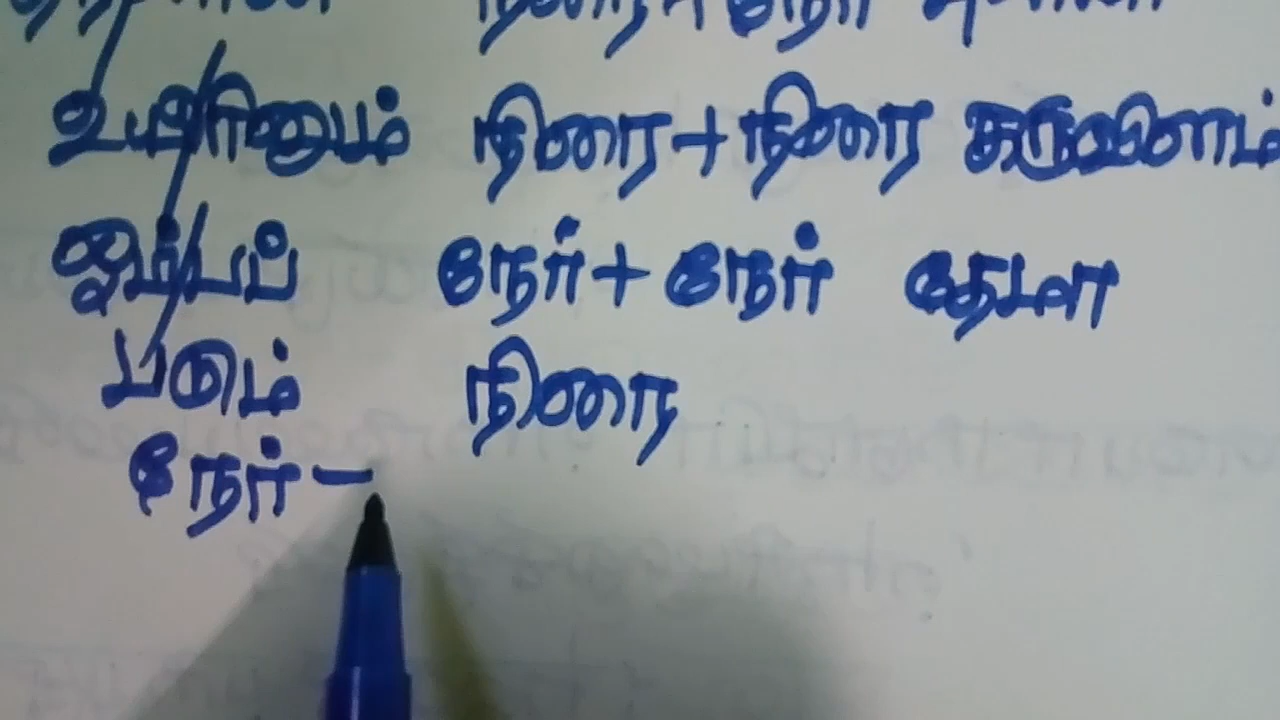 நிரை+நேர்
உயிரினும் நிரை+நிரை கருவிளம்
ஓம்பப் நேர்+நேர் தேமா
படும் நிரை
நேர் –